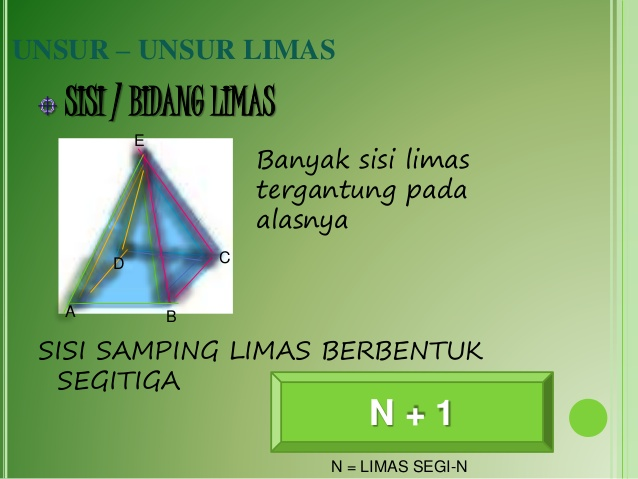 UNSUR – UNSUR LIMAS
SISI / BIDANG LIMAS
E
Banyak sisi limas
tergantung pada
alasnya
D
C
A
B
SISI SAMPING LIMAS BERBENTUK
SEGITIGA
N + 1
N = LIMAS SEGI-N